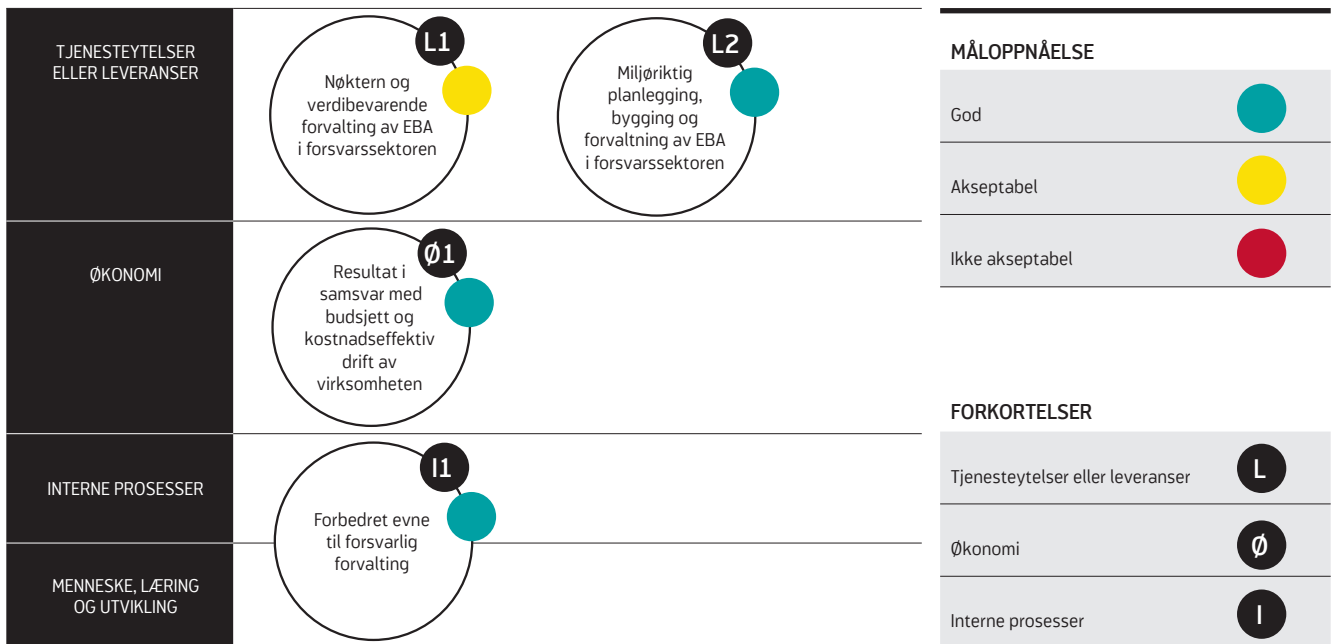 TJENESTEYTELSER
ELLER LEVERANSER
L1
Nøktern og
verdibevarende
forvalting av EBA
i forsvarssektoren
L2
Miljøriktig
planlegging,
bygging og
forvaltning av EBA
i forsvarssektoren
ØKONOMI
Ø1
Resultat i
samsvar med
budsjett og
kostnadseffektiv
drift av
virksomheten
INTERNE PROSESSER
I1
Forbedret evne
til forsvarlig
forvalting
MENNESKE, LÆRING
OG UTVIKLING
MÅLOPPNÅELSE
God
Akseptabel
Ikke akseptabel
FORKORTELSER
Tjenesteytelser eller leveranser L
Økonomi Ø
Interne prosesser I